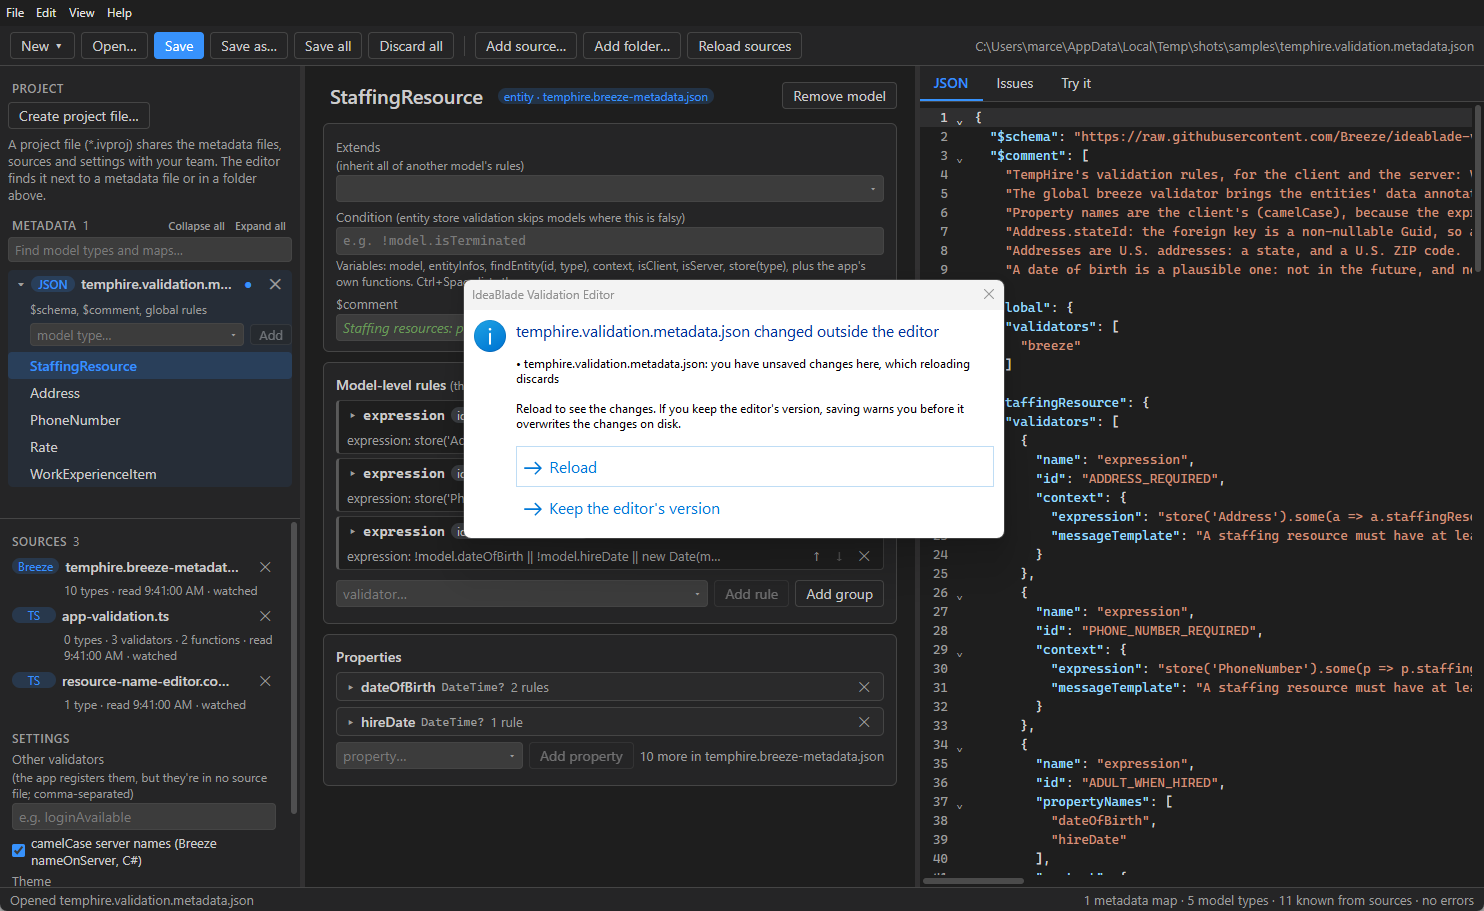 File Edit View Help
New Open... Save Save as... Save all Discard all Add source... Add folder... Reload sources C:\Users\marce\AppData\Local\Temp\shots\samples\temphire.validation.metadata.json
PROJECT
Create project file...
A project file (*.ivproj) shares the metadata files,
sources and settings with your team. The editor
finds it next to a metadata file or in a folder
above.
METADATA 1 Collapse all Expand all
Find model types and maps...
JSON temphire.validation.m...
$schema, $comment, global rules
model type... Add
StaffingResource
Address
PhoneNumber
Rate
WorkExperienceItem
SOURCES 3
Breeze temphire.breeze-metadat...
10 types · read 9:41:00 AM · watched
TS app-validation.ts
0 types · 3 validators · 2 functions · read
9:41:00 AM · watched
TS resource-name-editor.co...
1 type · read 9:41:00 AM · watched
SETTINGS
Other validators
(the app registers them, but they're in no source
file; comma-separated)
e.g. loginAvailable
camelCase server names (Breeze
nameOnServer, C#)
Theme
StaffingResource entity · temphire.breeze-metadata.json Remove model
Extends
(inherit all of another model's rules)
Condition (entity store validation skips models where this is falsy)
e.g. !model.isTerminated
Variables: model, entityInfos, findEntity(id, type), context, isClient, isServer, store(type), plus the app's
own functions. Ctrl+Spac
$comment
Staffing resources: p
Model-level rules (th
expression
expression: store('Ad
expression
expression: store('Ph
expression
expression: !model.dateOfBirth || !model.hireDate || new Date(m...
validator... Add rule Add group
Properties
dateOfBirth DateTime? 2 rules
hireDate DateTime? 1 rule
property... Add property 10 more in temphire.breeze-metadata.json
IdeaBlade Validation Editor
temphire.validation.metadata.json changed outside the editor
• temphire.validation.metadata.json: you have unsaved changes here, which reloading
discards
Reload to see the changes. If you keep the editor's version, saving warns you before it
overwrites the changes on disk.
Reload
Keep the editor's version
JSON Issues Try it
1 {
2 "$schema": "https://raw.githubusercontent.com/Breeze/ideablade-v
3 "$comment": [
4 "TempHire's validation rules, for the client and the server:
5 "The global breeze validator brings the entities' data annotat
6 "Property names are the client's (camelCase), because the exp
7 "Address.stateId: the foreign key is a non-nullable Guid, so a
8 "Addresses are U.S. addresses: a state, and a U.S. ZIP code.
9 "A date of birth is a plausible one: not in the future, and no
lobal": {
"validators": [
"breeze"
]
taffingResource": {
"validators": [
{
"name": "expression",
"id": "ADDRESS_REQUIRED",
"context": {
"expression": "store('Address').some(a => a.staffingReso
"messageTemplate": "A staffing resource must have at lea
24 }
25 },
26 {
27 "name": "expression",
28 "id": "PHONE_NUMBER_REQUIRED",
29 "context": {
30 "expression": "store('PhoneNumber').some(p => p.staffing
31 "messageTemplate": "A staffing resource must have at lea
32 }
33 },
34 {
35 "name": "expression",
36 "id": "ADULT_WHEN_HIRED",
37 "propertyNames": [
38 "dateOfBirth",
39 "hireDate"
40 ],
Opened temphire.validation.metadata.json 1 metadata map · 5 model types · 11 known from sources · no errors